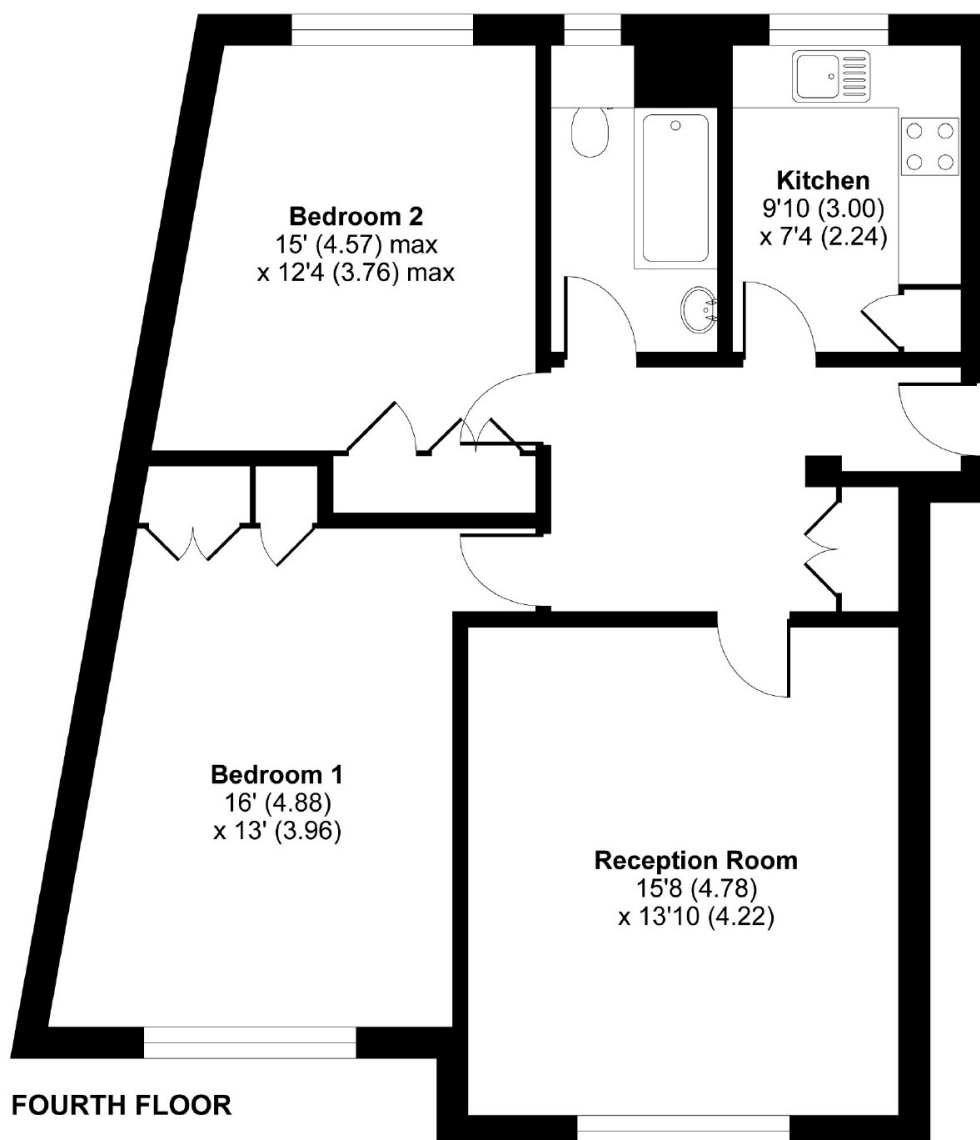 Bedroom 2
15' (4.57) max
x 12'4 (3.76) max
Kitchen
9'10 (3.00)
x 7'4 (2.24)
Bedroom 1
16' (4.88)
x 13' (3.96)
Reception Room
15'8 (4.78)
x 13'10 (4.22)
FOURTH FLOOR